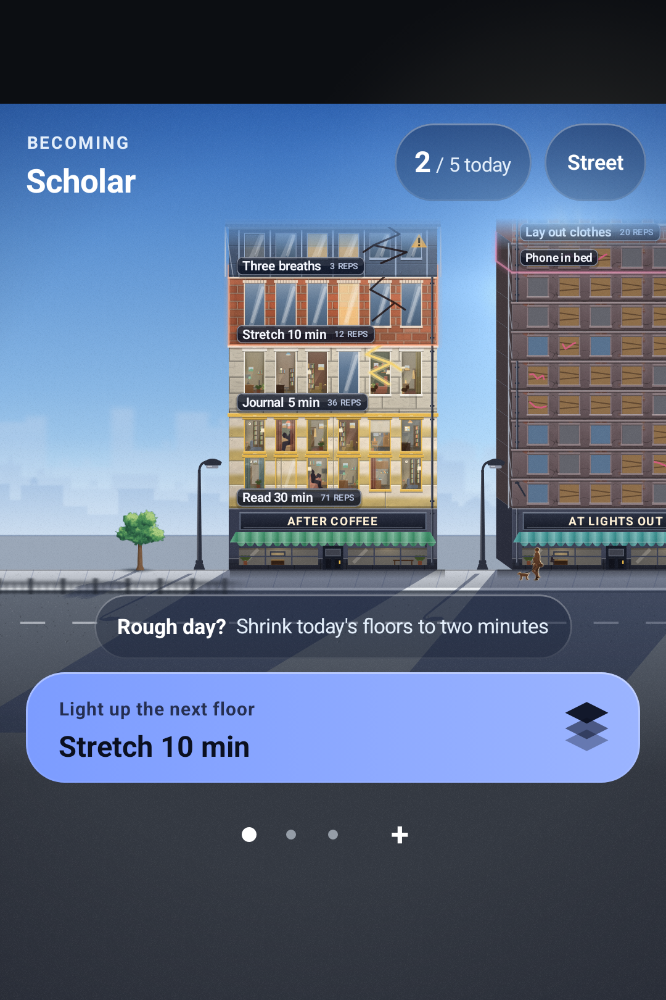 BECOMING
Scholar
2 / 5 today
Street
Three breaths 3 REPS
Stretch 10 min 12 REPS
Journal 5 min 36 REPS
Read 30 min 71 REPS
AFTER COFFEE
Lay out clothes 20 REPS
Phone in bed
AT LIGHTS OUT
Rough day? Shrink today's floors to two minutes
Light up the next floor
Stretch 10 min
+